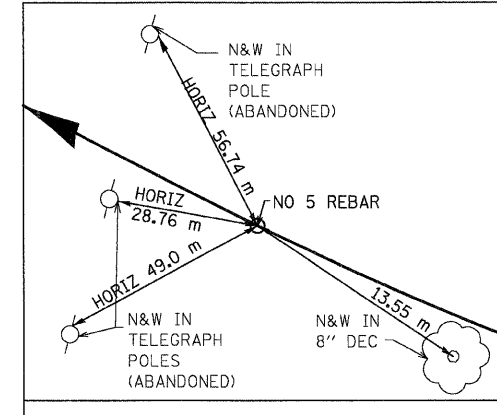 N&W IN
TELEGRAPH
POLE
(ABANDONED)
HORIZ 56.74 m
HORIZ
28.76 m
NO 5 REBAR
HORIZ 49.0 m
13.55 m
N&W IN
TELEGRAPH
POLES
(ABANDONED)
N&W IN
8" DEC